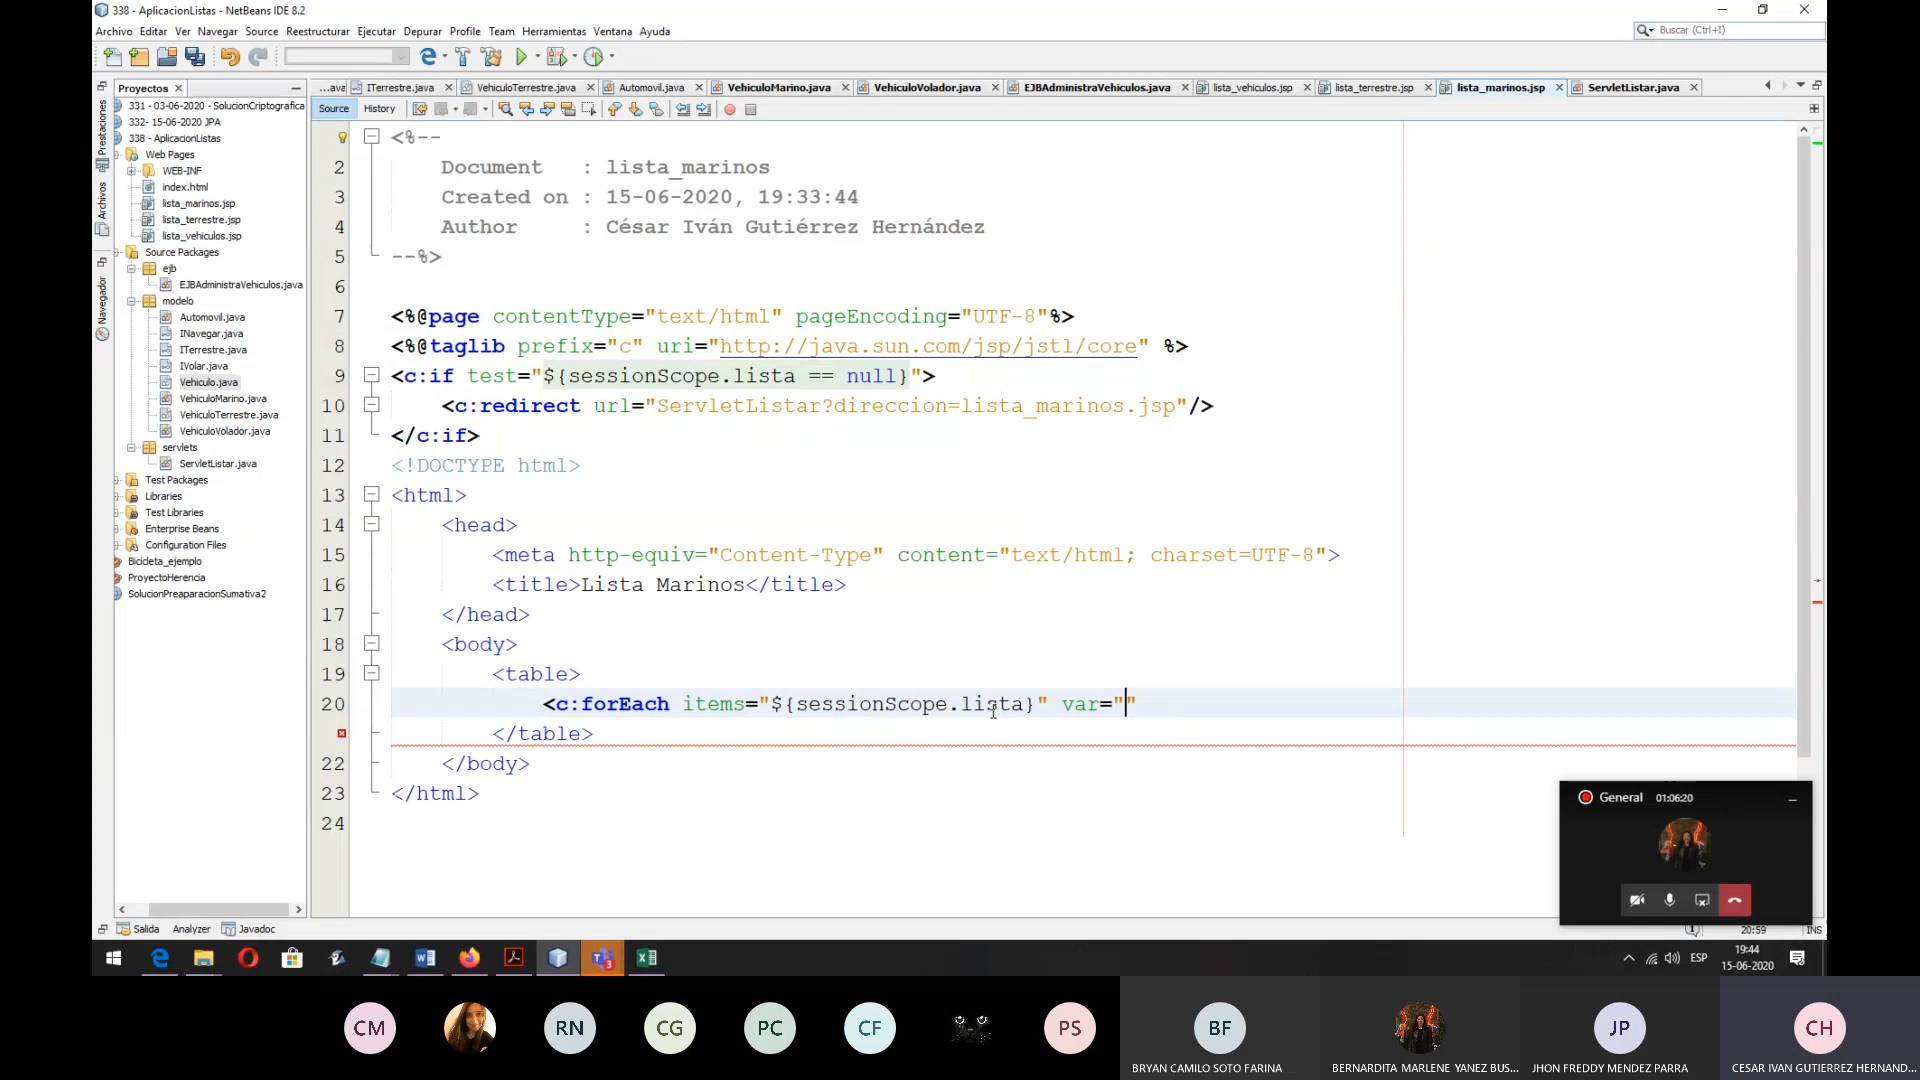 338 - AplicacionListas - NetBeans IDE 8.2
Archivo Editar Ver Navegar Source Reestructurar Ejecutar Depurar Profile Team Herramientas Ventana Ayuda
Buscar (Ctrl+I)
Proyectos
...ava ITerrestre.java VehiculoTerrestre.java Automovil.java VehiculoMarino.java VehiculoVolador.java EJBAdministraVehiculos.java lista_vehiculos.jsp lista_terrestre.jsp lista_marinos.jsp ServletListar.java
Source History
Prestaciones
Archivos
Navegador
331 - 03-06-2020 - SolucionCriptografica
332- 15-06-2020 JPA
338 - AplicacionListas
Web Pages
WEB-INF
index.html
lista_marinos.jsp
lista_terrestre.jsp
lista_vehiculos.jsp
Source Packages
ejb
EJBAdministraVehiculos.java
modelo
Automovil.java
INavegar.java
ITerrestre.java
IVolar.java
Vehiculo.java
VehiculoMarino.java
VehiculoTerrestre.java
VehiculoVolador.java
servlets
ServletListar.java
Test Packages
Libraries
Test Libraries
Enterprise Beans
Configuration Files
Bicicleta_ejemplo
ProyectoHerencia
SolucionPreaparacionSumativa2
<%--
2 Document : lista_marinos
3 Created on : 15-06-2020, 19:33:44
4 Author : César Iván Gutiérrez Hernández
5 --%>
6
7 <%@page contentType="text/html" pageEncoding="UTF-8"%>
8 <%@taglib prefix="c" uri="http://java.sun.com/jsp/jstl/core" %>
9 <c:if test="${sessionScope.lista == null}">
10 <c:redirect url="ServletListar?direccion=lista_marinos.jsp"/>
11 </c:if>
12 <!DOCTYPE html>
13 <html>
14 <head>
15 <meta http-equiv="Content-Type" content="text/html; charset=UTF-8">
16 <title>Lista Marinos</title>
17 </head>
18 <body>
19 <table>
20 <c:forEach items="${sessionScope.lista}" var=""
</table>
22 </body>
23 </html>
24
General 01:06:20
Salida Analyzer Javadoc
1 20:59 INS
3
ESP
19:44
15-06-2020
CM RN CG PC CF PS BF JP CH
BRYAN CAMILO SOTO FARINA BERNARDITA MARLENE YANEZ BUS... JHON FREDDY MENDEZ PARRA CESAR IVAN GUTIERREZ HERNAND...